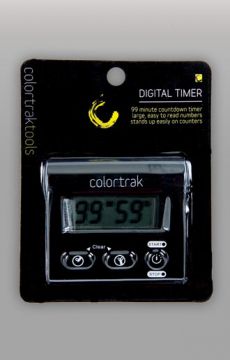 colortraktools
DIGITAL TIMER
99 minute countdown timer
large, easy to read numbers
stands up easily on counters
colortrak
99 59
Clear
START
STOP